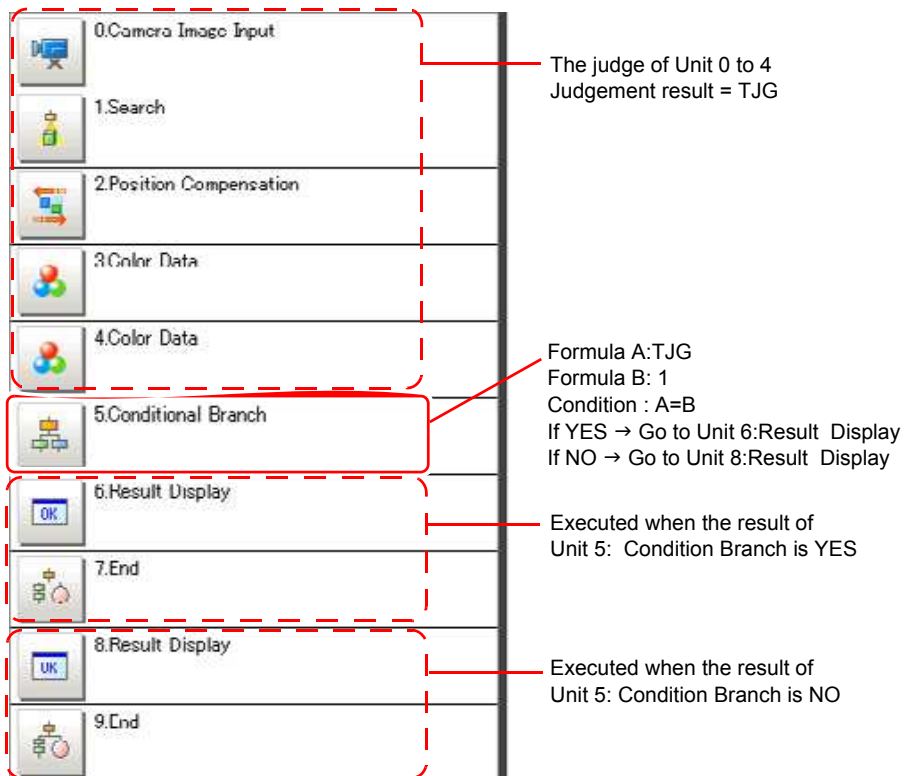 0.Camera Image Input
1.Search
2.Position Compensation
3.Color Data
4.Color Data
5.Conditional Branch
OK
6.Result Display
7.End
OK
8.Result Display
9.End
The judge of Unit 0 to 4
Judgement result = TJG
Formula A:TJG
Formula B: 1
Condition : A=B
If YES → Go to Unit 6:Result Display
If NO → Go to Unit 8:Result Display
Executed when the result of
Unit 5: Condition Branch is YES
Executed when the result of
Unit 5: Condition Branch is NO